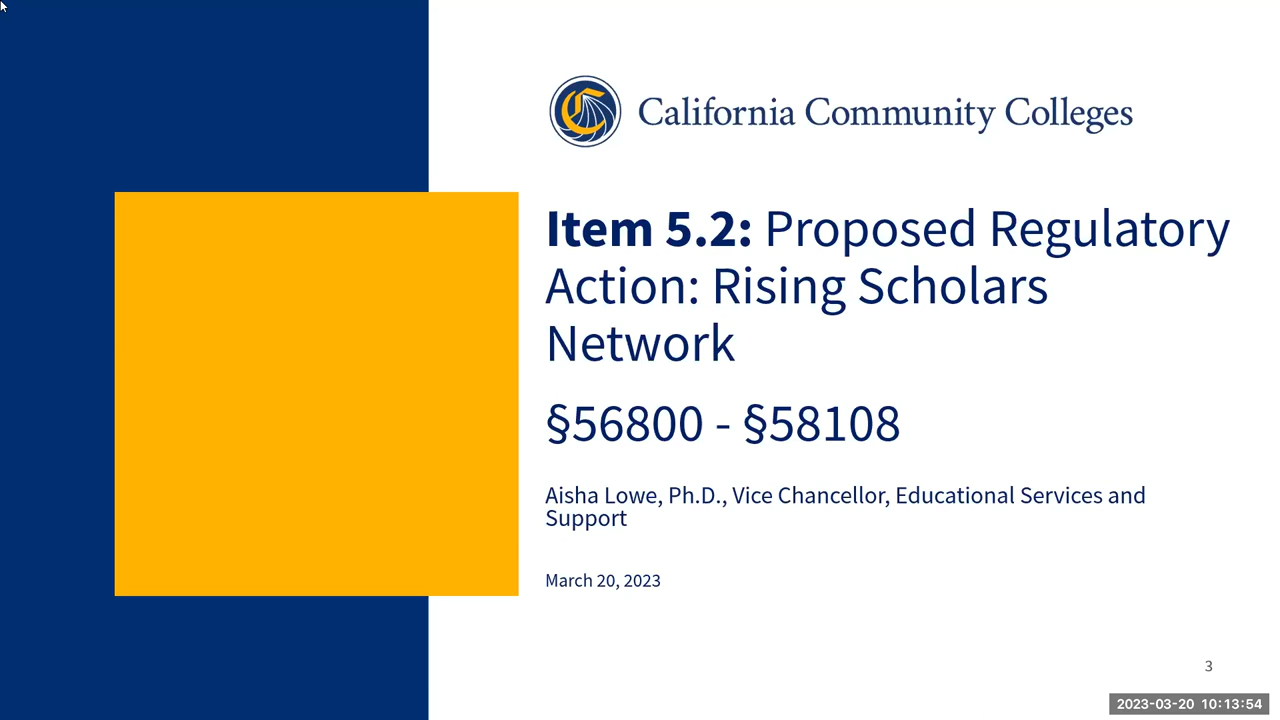 California Community Colleges
Item 5.2: Proposed Regulatory
Action: Rising Scholars
Network
§56800 - §58108
Aisha Lowe, Ph.D., Vice Chancellor, Educational Services and
Support
March 20, 2023
3
2023-03-20 10:13:54